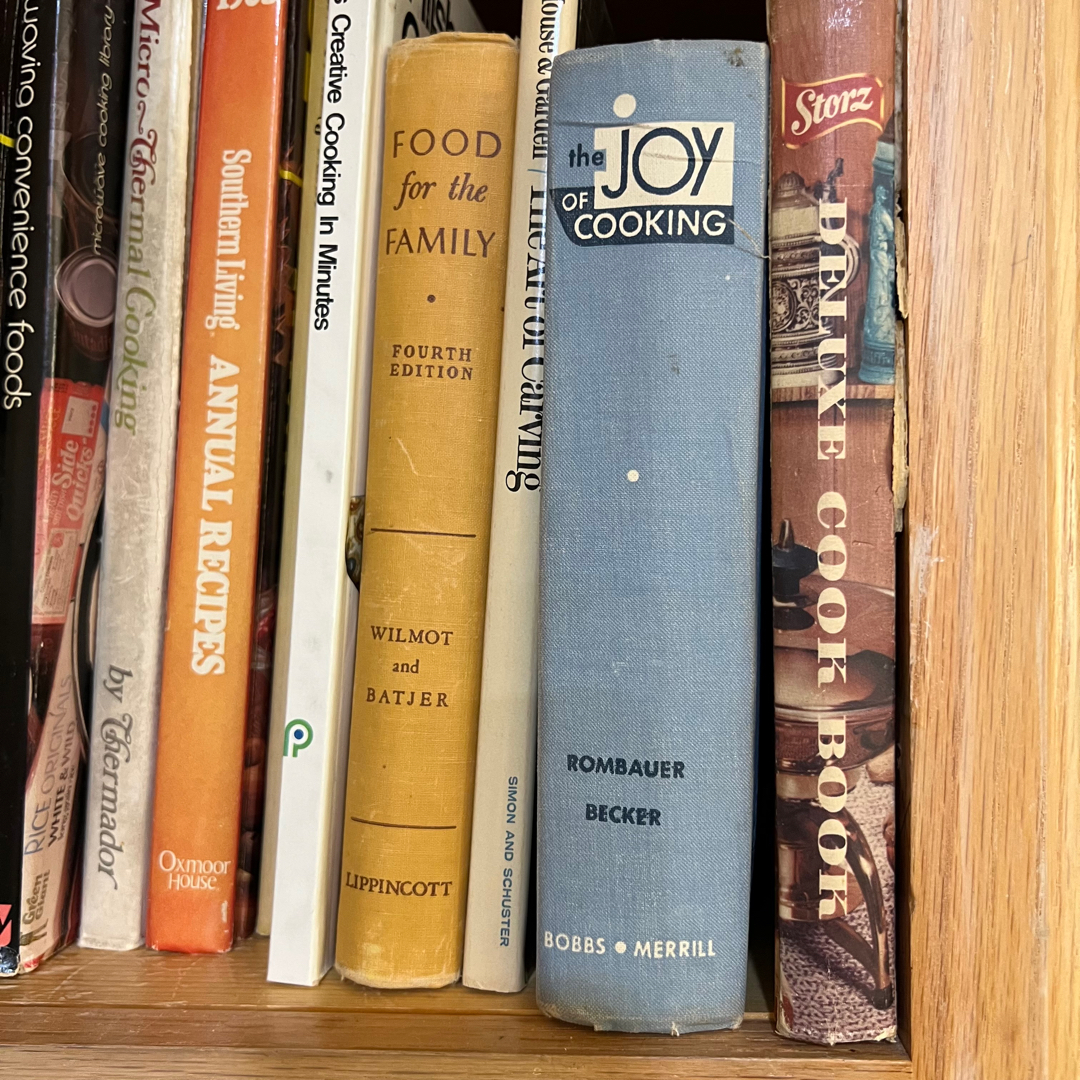 waving convenience foods
microwave cooking library
Side
Quicks
RICE ORIGINALS
WHITE & WILD
Green
Giant
Micro-Thermal Cooking
by Thermador
Southern Living
ANNUAL RECIPES
Oxmoor
House
Creative Cooking In Minutes
FOOD
for the
FAMILY
FOURTH
EDITION
WILMOT
and
BATJER
LIPPINCOTT
House & Garden / The Art of Carving
SIMON AND SCHUSTER
the JOY
OF
COOKING
ROMBAUER
BECKER
BOBBS • MERRILL
Storz
DELUXE COOK BOOK